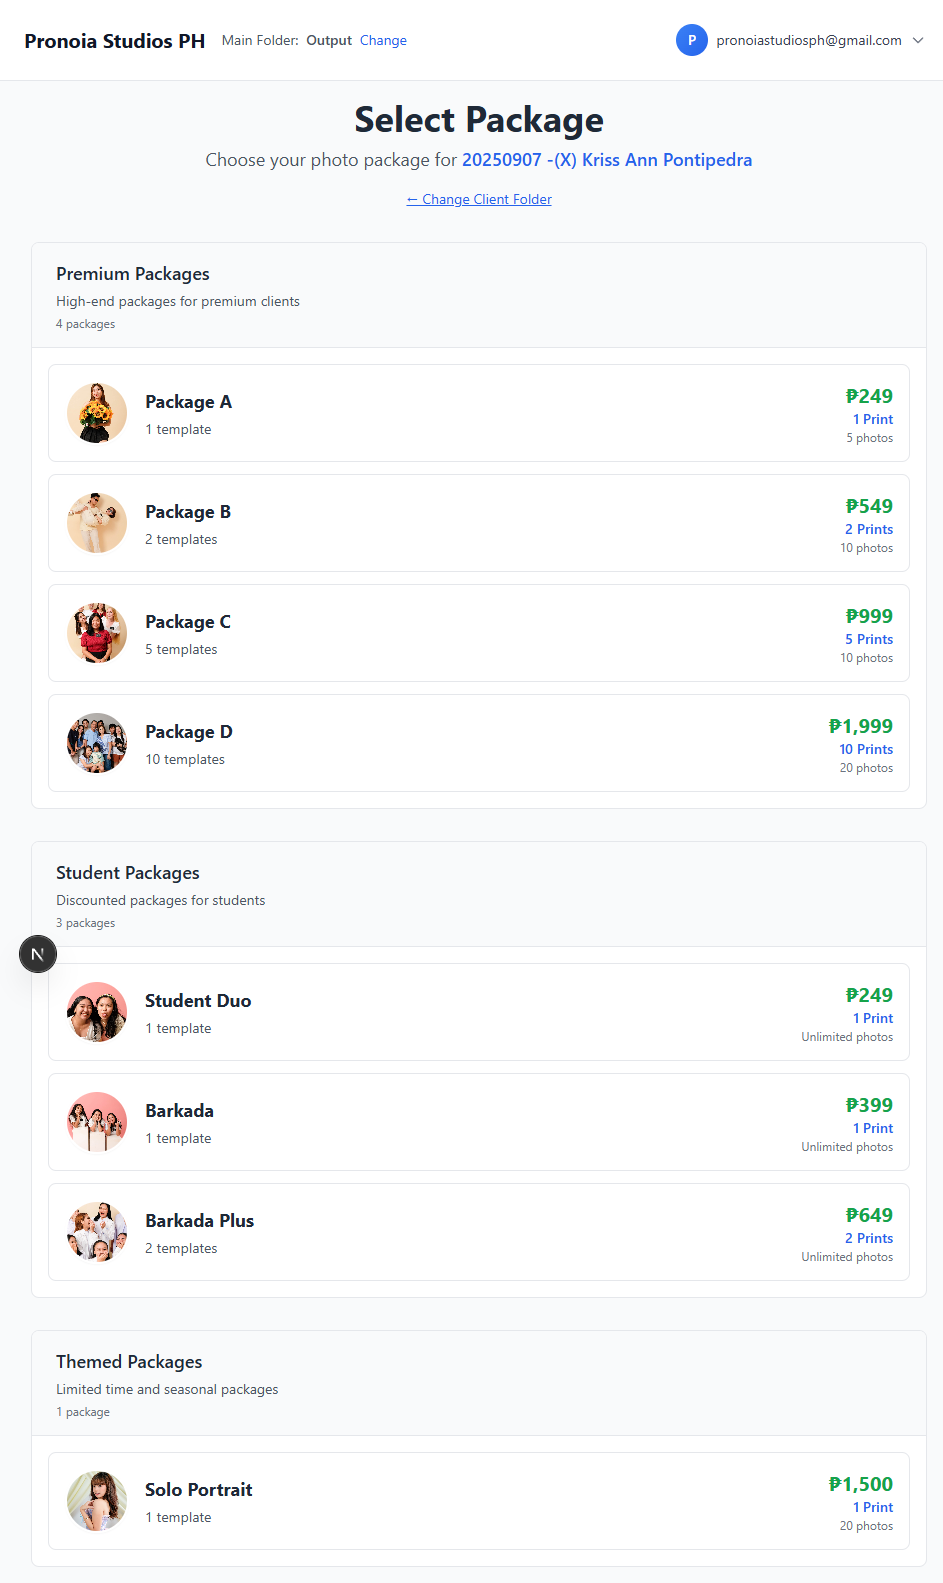 Pronoia Studios PH Main Folder: Output Change P pronoiastudiosph@gmail.com
Select Package
Choose your photo package for 20250907 -(X) Kriss Ann Pontipedra
← Change Client Folder
Premium Packages
High-end packages for premium clients
4 packages
Package A
1 template
₱249
1 Print
5 photos
Package B
2 templates
₱549
2 Prints
10 photos
Package C
5 templates
₱999
5 Prints
10 photos
Package D
10 templates
₱1,999
10 Prints
20 photos
Student Packages
Discounted packages for students
3 packages
N
Student Duo
1 template
₱249
1 Print
Unlimited photos
Barkada
1 template
₱399
1 Print
Unlimited photos
Barkada Plus
2 templates
₱649
2 Prints
Unlimited photos
Themed Packages
Limited time and seasonal packages
1 package
Solo Portrait
1 template
₱1,500
1 Print
20 photos